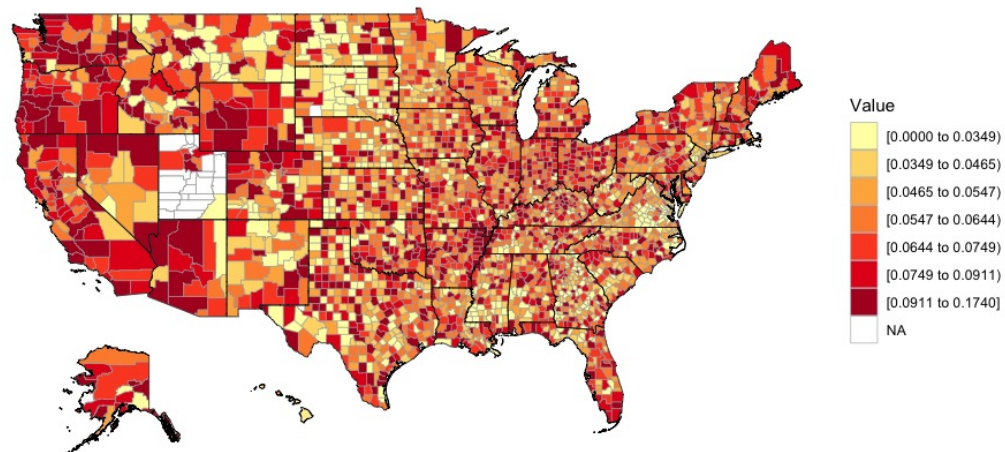 Value
[0.0000 to 0.0349)
[0.0349 to 0.0465)
[0.0465 to 0.0547)
[0.0547 to 0.0644)
[0.0644 to 0.0749)
[0.0749 to 0.0911)
[0.0911 to 0.1740]
NA